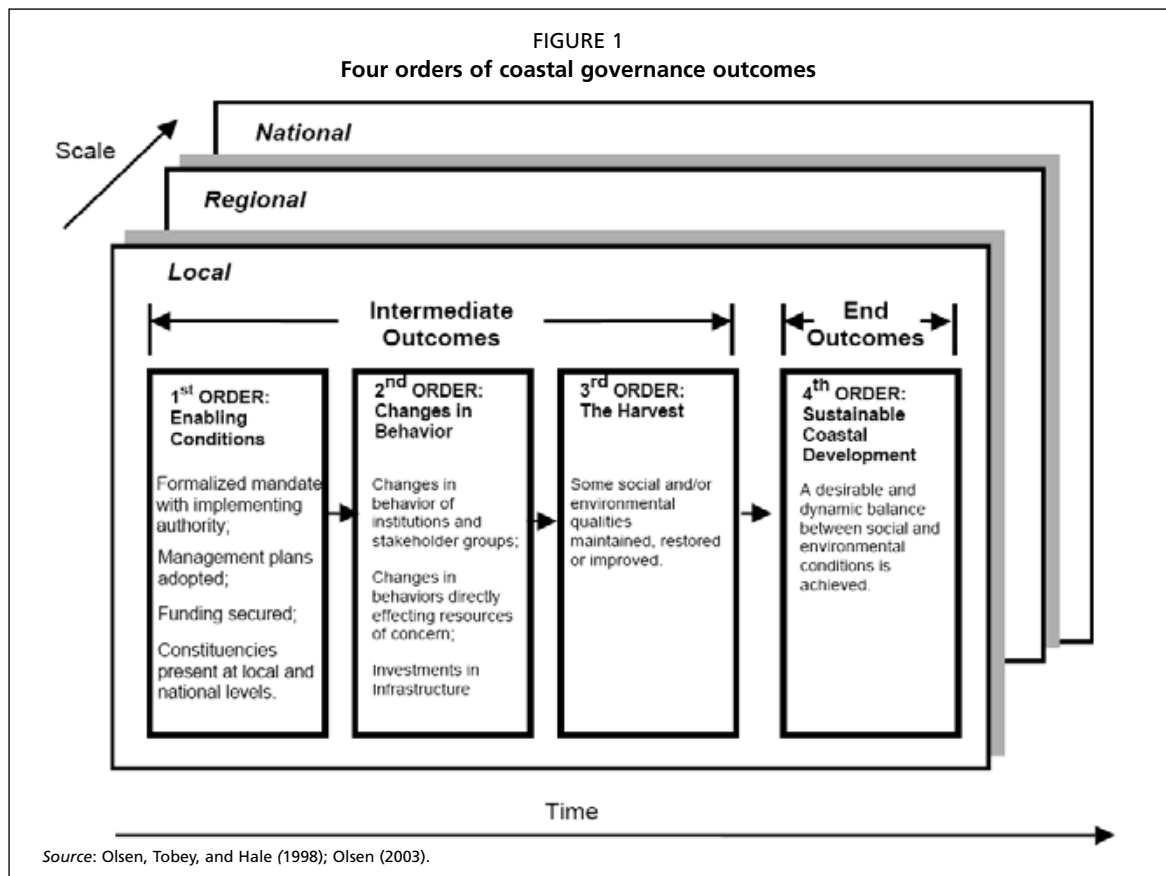 FIGURE 1
Four orders of coastal governance outcomes
Scale
National
Regional
Local
Intermediate
Outcomes
End
Outcomes
1st ORDER:
Enabling
Conditions
Formalized mandate
with implementing
authority;
Management plans
adopted;
Funding secured;
Constituencies
present at local and
national levels.
2nd ORDER:
Changes in
Behavior
Changes in
behavior of
institutions and
stakeholder groups;
Changes in
behaviors directly
effecting resources
of concern;
Investments in
Infrastructure
3rd ORDER:
The Harvest
Some social and/or
environmental
qualities
maintained, restored
or improved.
4th ORDER:
Sustainable
Coastal
Development
A desirable and
dynamic balance
between social and
environmental
conditions is
achieved.
Time
Source: Olsen, Tobey, and Hale (1998); Olsen (2003).